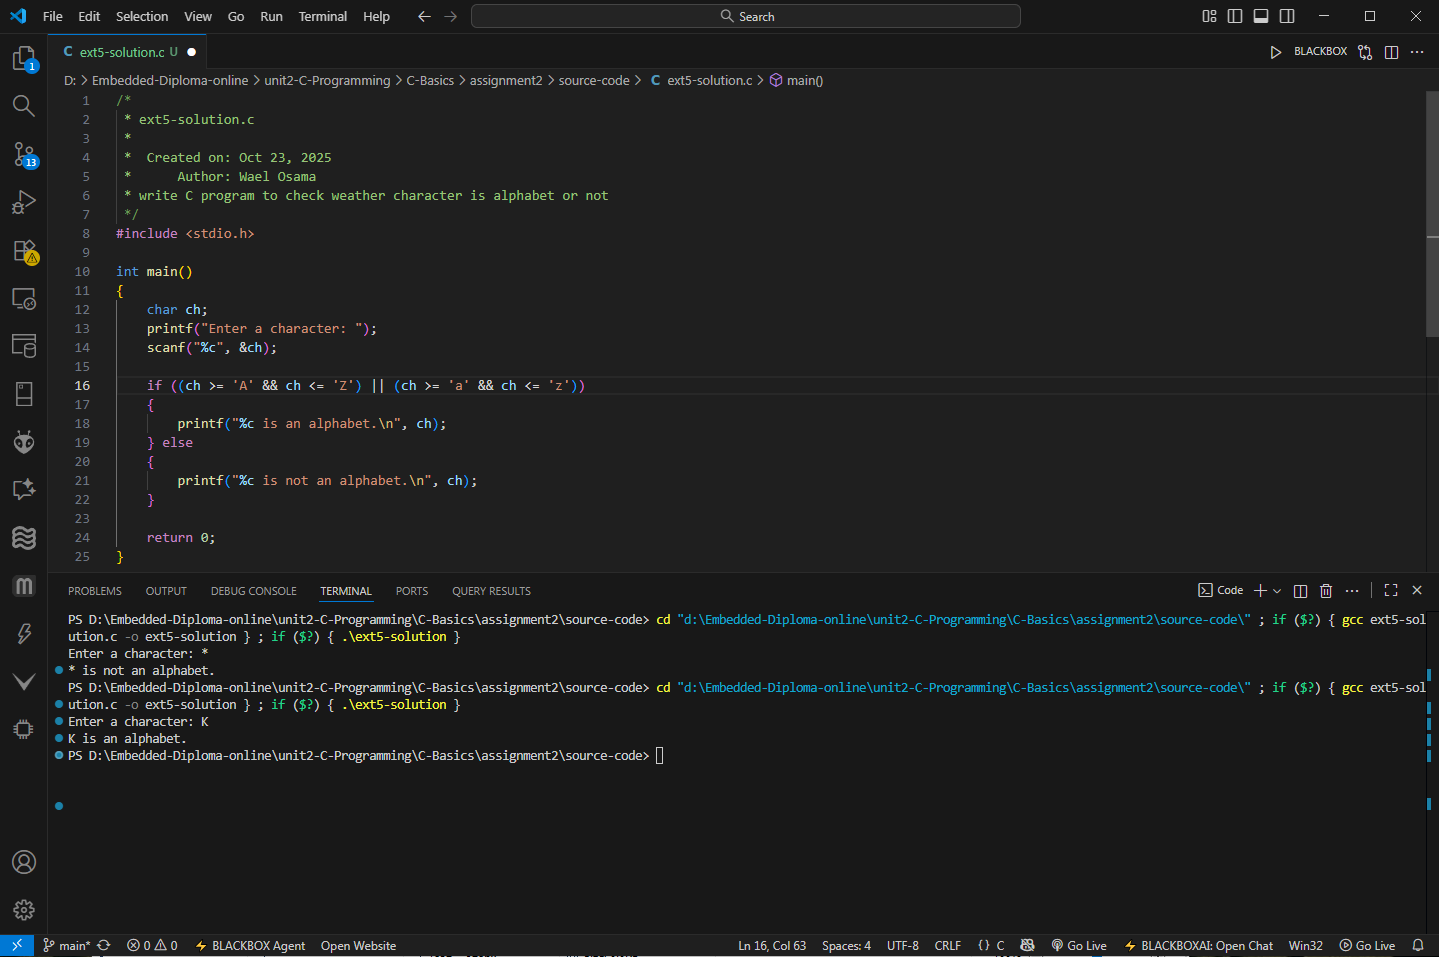 File Edit Selection View Go Run Terminal Help Search
1
13
C ext5-solution.c U
BLACKBOX
D: > Embedded-Diploma-online > unit2-C-Programming > C-Basics > assignment2 > source-code > C ext5-solution.c > main()
1 /*
2 * ext5-solution.c
3 *
4 *  Created on: Oct 23, 2025
5 *      Author: Wael Osama
6 * write C program to check weather character is alphabet or not
7 */
8 #include <stdio.h>
9
10 int main()
11 {
12     char ch;
13     printf("Enter a character: ");
14     scanf("%c", &ch);
15
16     if ((ch >= 'A' && ch <= 'Z') || (ch >= 'a' && ch <= 'z'))
17     {
18         printf("%c is an alphabet.\n", ch);
19     } else
20     {
21         printf("%c is not an alphabet.\n", ch);
22     }
23
24     return 0;
25 }
PROBLEMS OUTPUT DEBUG CONSOLE TERMINAL PORTS QUERY RESULTS Code
PS D:\Embedded-Diploma-online\unit2-C-Programming\C-Basics\assignment2\source-code> cd "d:\Embedded-Diploma-online\unit2-C-Programming\C-Basics\assignment2\source-code\" ; if ($?) { gcc ext5-sol
ution.c -o ext5-solution } ; if ($?) { .\ext5-solution }
Enter a character: *
* is not an alphabet.
PS D:\Embedded-Diploma-online\unit2-C-Programming\C-Basics\assignment2\source-code> cd "d:\Embedded-Diploma-online\unit2-C-Programming\C-Basics\assignment2\source-code\" ; if ($?) { gcc ext5-sol
ution.c -o ext5-solution } ; if ($?) { .\ext5-solution }
Enter a character: K
K is an alphabet.
PS D:\Embedded-Diploma-online\unit2-C-Programming\C-Basics\assignment2\source-code>
main* 0 0 BLACKBOX Agent Open Website Ln 16, Col 63 Spaces: 4 UTF-8 CRLF {} C Go Live BLACKBOXAI: Open Chat Win32 Go Live